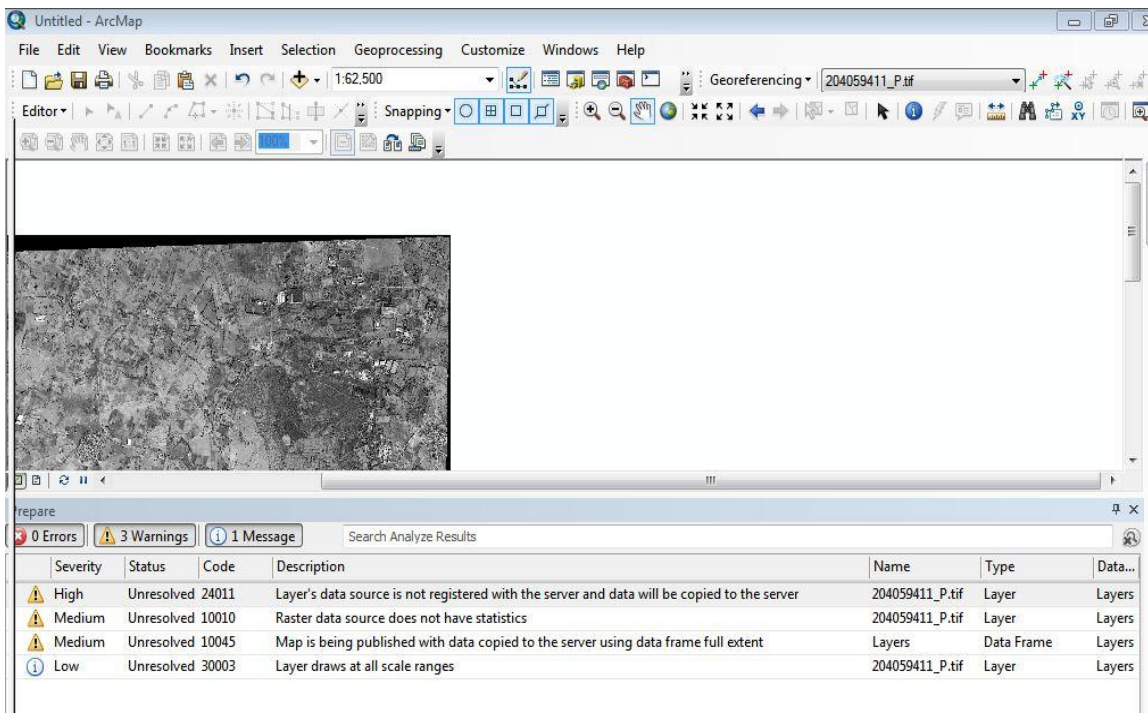 Untitled - ArcMap
File Edit View Bookmarks Insert Selection Geoprocessing Customize Windows Help
1:62,500 Georeferencing 204059411_P.tif
Editor Snapping
100%
Prepare
0 Errors 3 Warnings 1 Message Search Analyze Results
Severity Status Code Description Name Type Data...
High Unresolved 24011 Layer's data source is not registered with the server and data will be copied to the server 204059411_P.tif Layer Layers
Medium Unresolved 10010 Raster data source does not have statistics 204059411_P.tif Layer Layers
Medium Unresolved 10045 Map is being published with data copied to the server using data frame full extent Layers Data Frame Layers
Low Unresolved 30003 Layer draws at all scale ranges 204059411_P.tif Layer Layers